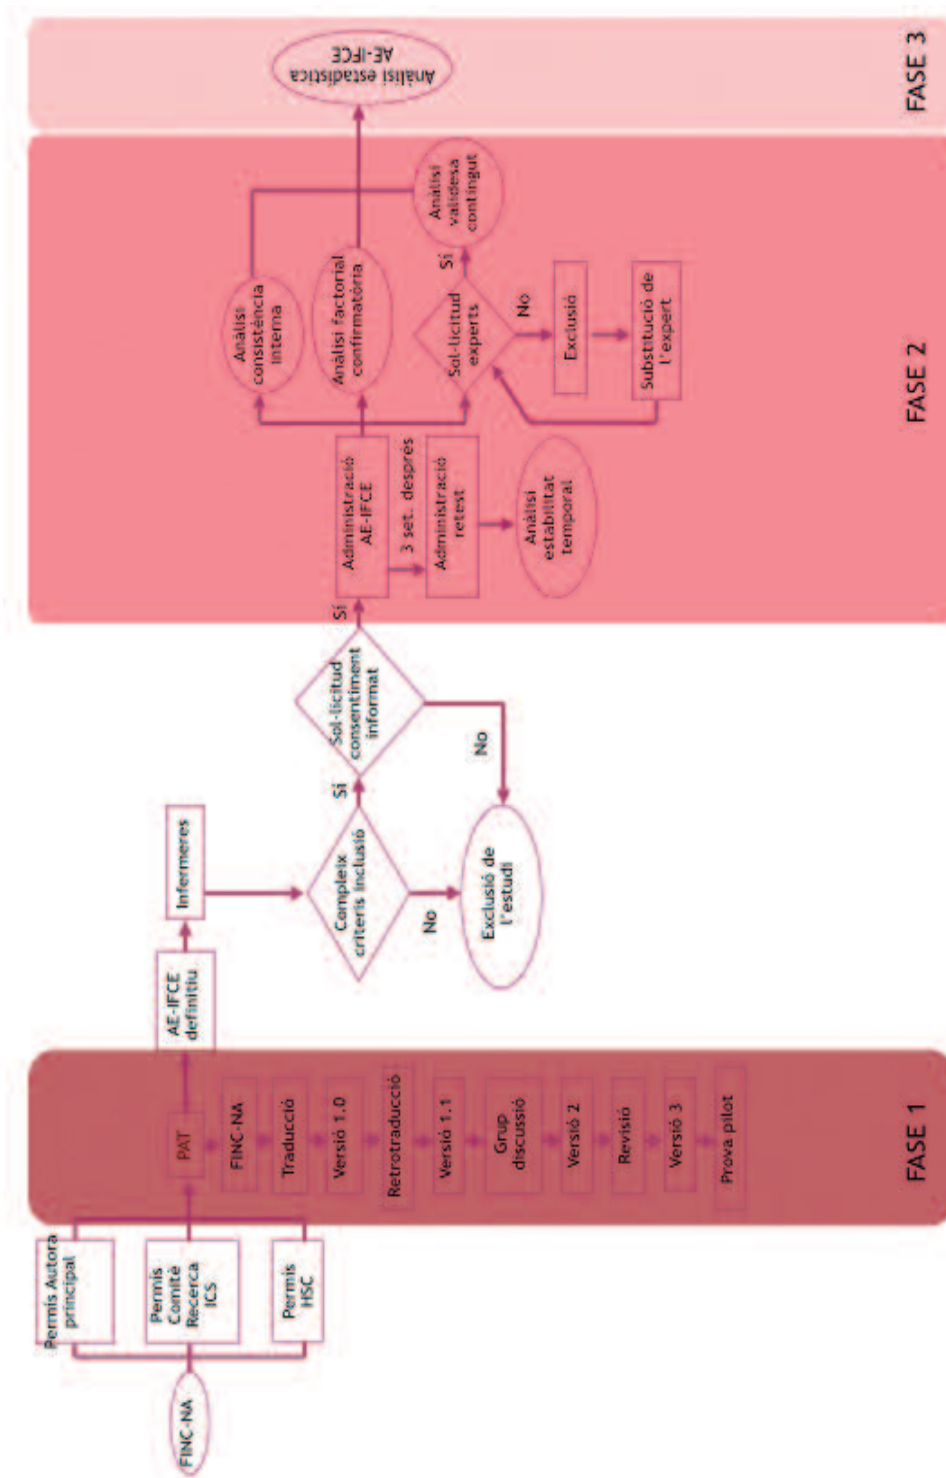 FINC-NA
Permís Autora
principal
Permís
Comitè
Recerca
ICS
Permís
HSC
PAT
FINC-NA
Traducció
Versió 1.0
Retrotraducció
Versió 1.1
Grup
discussió
Versió 2
Revisió
Versió 3
Prova pilot
FASE 1
AE-IFCE
definitiu
Infermeres
Compleix
criteris inclusió
No
Sí
Exclusió de
l'estudi
Sol·licitud
consentiment
informat
No
Sí
Administració
AE-IFCE
3 set. després
Administració
retest
Anàlisi
estabilitat
temporal
Anàlisi
consistència
interna
Anàlisi factorial
confirmatòria
Sol·licitud
experts
Sí
No
Anàlisi
validesa
contingut
Exclusió
Substitució de
l'expert
FASE 2
Anàlisi estadística
AE-IFCE
FASE 3